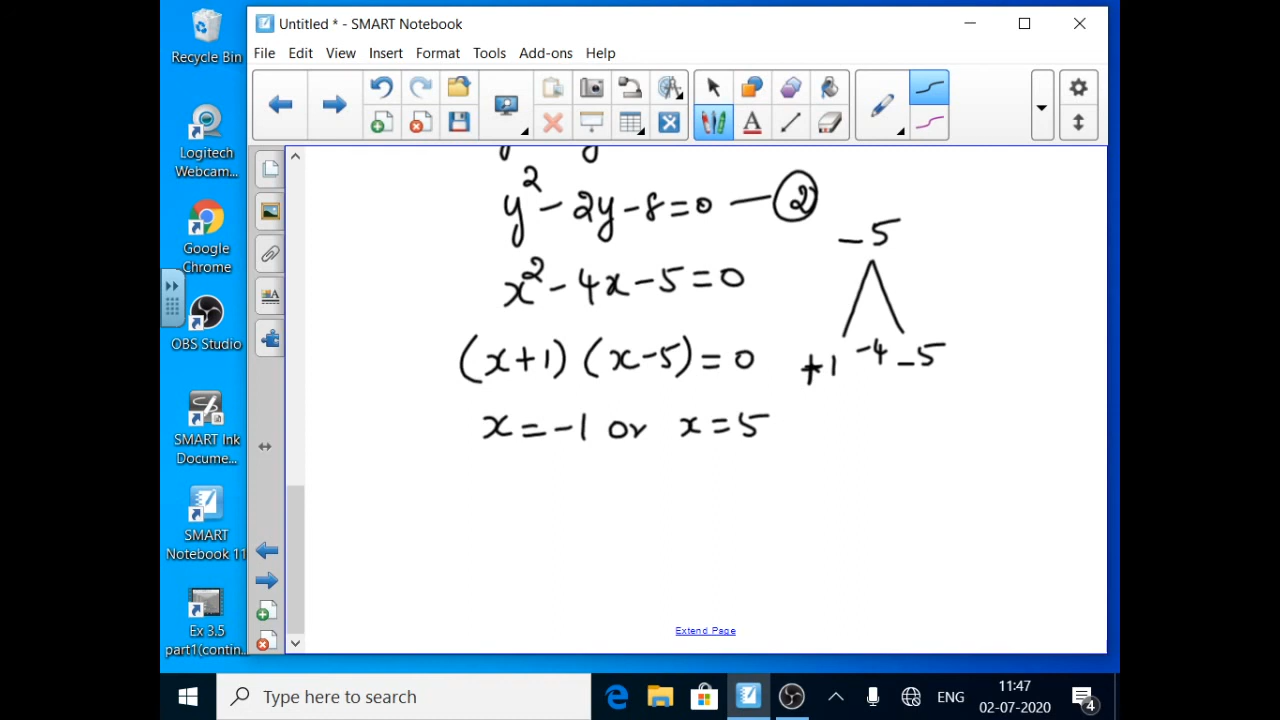 Recycle Bin
Logitech
Webcam...
Google
Chrome
OBS Studio
SMART Ink
Docume...
SMART
Notebook 11
Ex 3.5
part1(contin...
Untitled * - SMART Notebook
File Edit View Insert Format Tools Add-ons Help
y² - 2y - 8 = 0 — ②
x² - 4x - 5 = 0
(x+1) (x-5) = 0
x = -1 or x = 5
-5
+1 -4 -5
Extend Page
Type here to search
ENG
11:47
02-07-2020
4